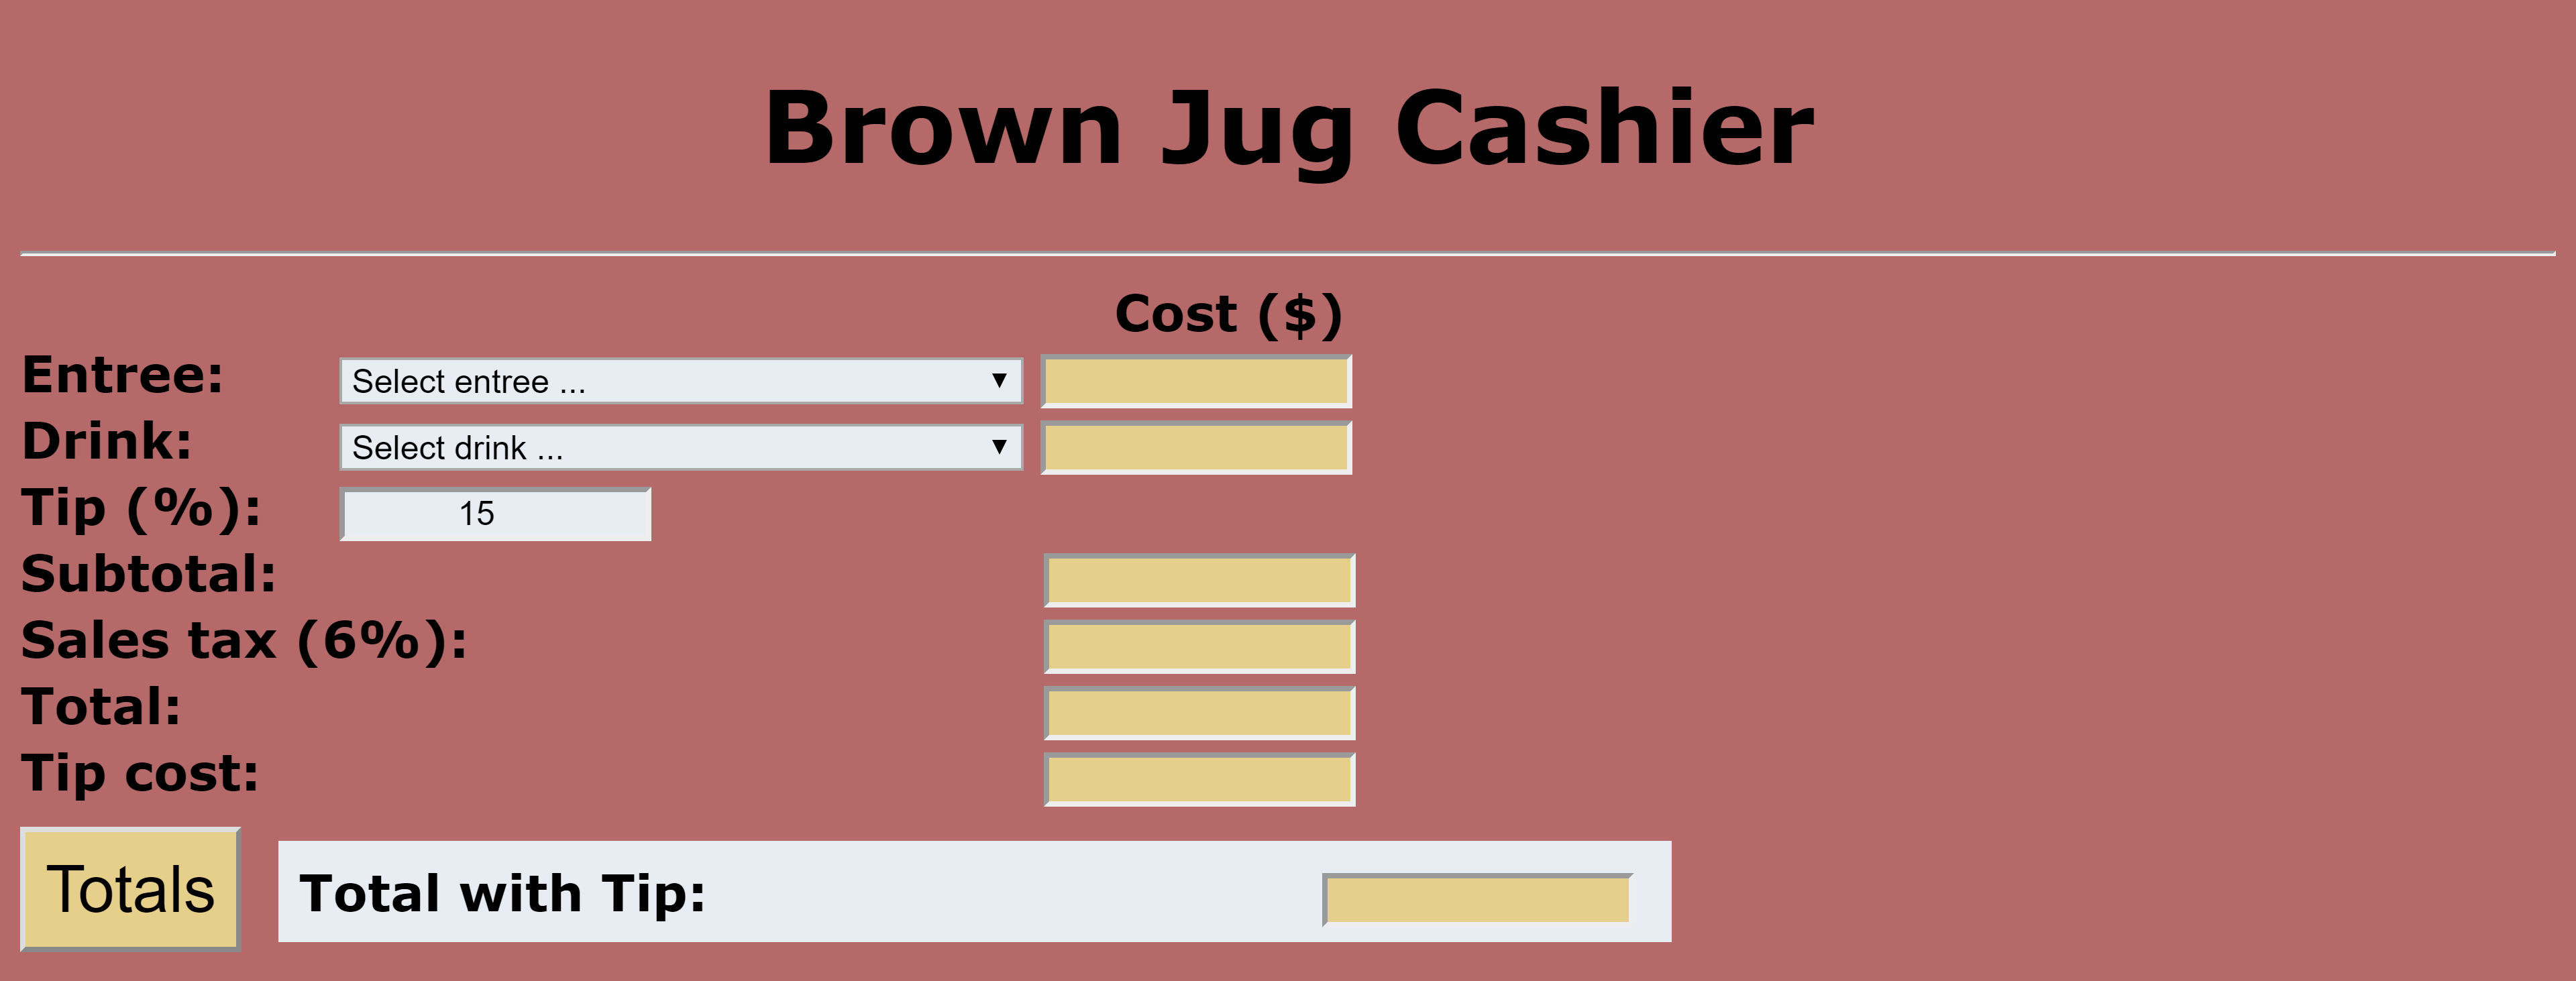 Brown Jug Cashier
Cost ($)
Entree: Select entree ...
Drink: Select drink ...
Tip (%): 15
Subtotal:
Sales tax (6%):
Total:
Tip cost:
Totals Total with Tip: